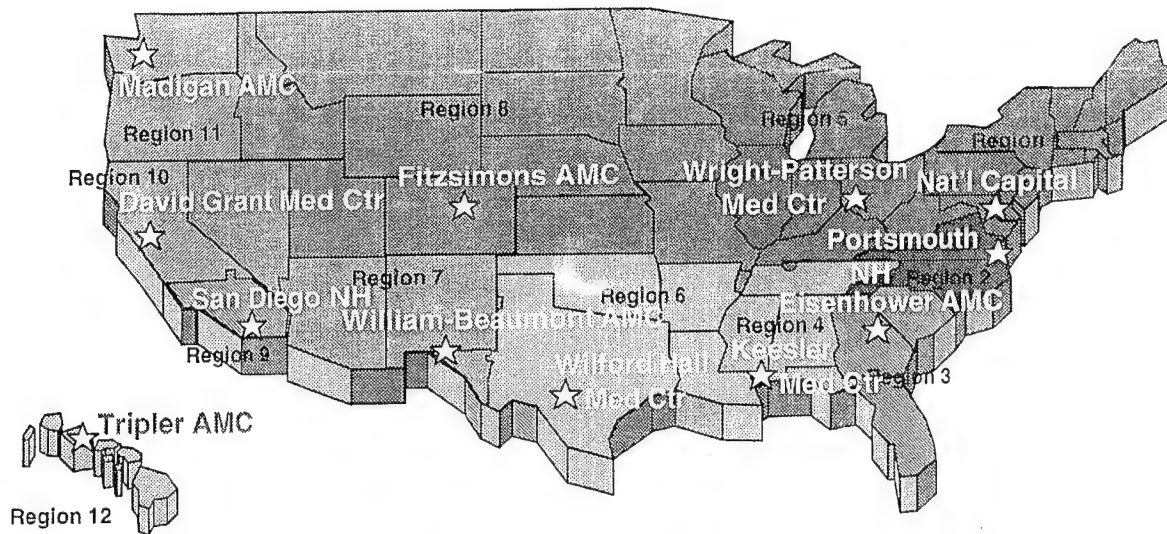 Madigan AMC
Region 11
Region 8
Region 5
Region
Region 10
David Grant Med Ctr
Fitzsimons AMC
Wright-Patterson
Med Ctr
Nat'l Capital
Portsmouth
NH
Region 2
Region 7
San Diego NH
William-Beaumont AMC
Region 6
Eisenhower AMC
Region 4
Region 9
Wilford Hall
Med Ctr
Keesler
Med Ctr
Region 3
Tripler AMC
Region 12